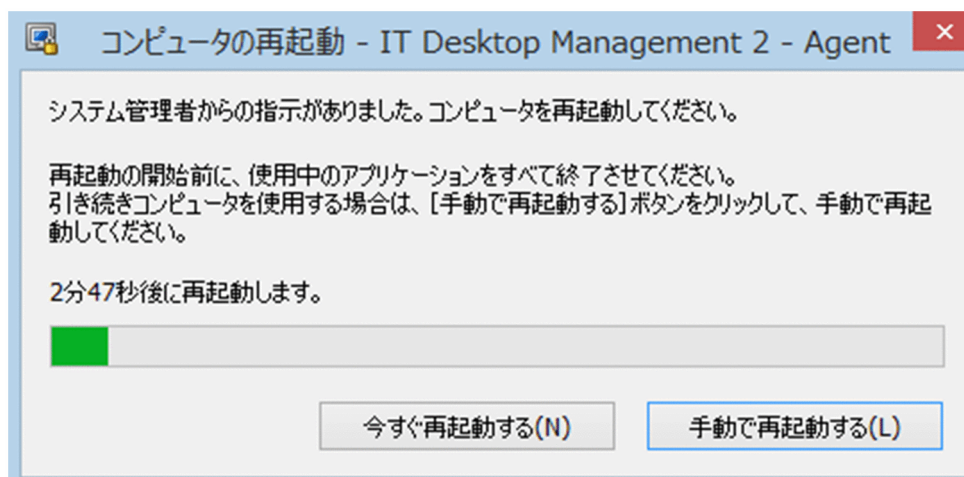 コンピュータの再起動 - IT Desktop Management 2 - Agent
システム管理者からの指示がありました。コンピュータを再起動してください。
再起動の開始前に、使用中のアプリケーションをすべて終了させてください。
引き続きコンピュータを使用する場合は、[手動で再起動する]ボタンをクリックして、手動で再起
動してください。
2分47秒後に再起動します。
今すぐ再起動する(N)
手動で再起動する(L)